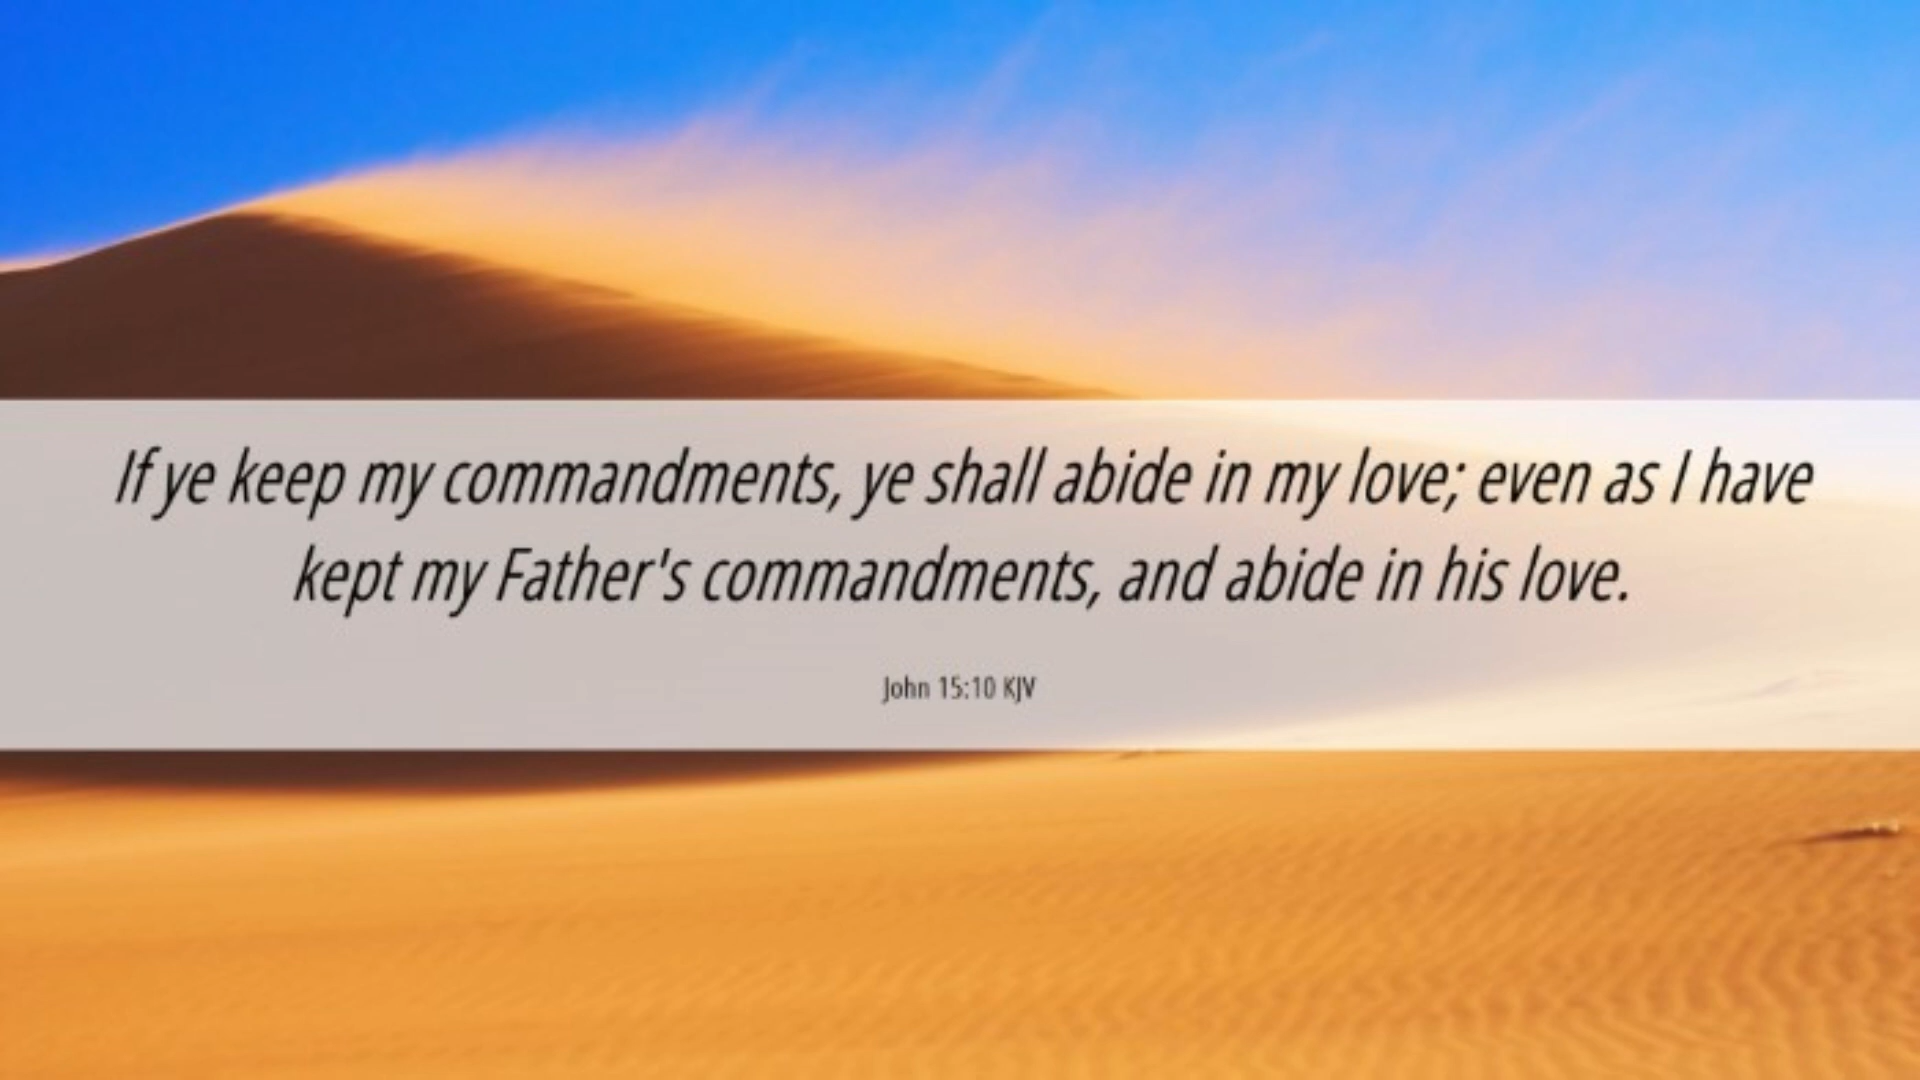 If ye keep my commandments, ye shall abide in my love; even as I have
kept my Father's commandments, and abide in his love.
John 15:10 KJV